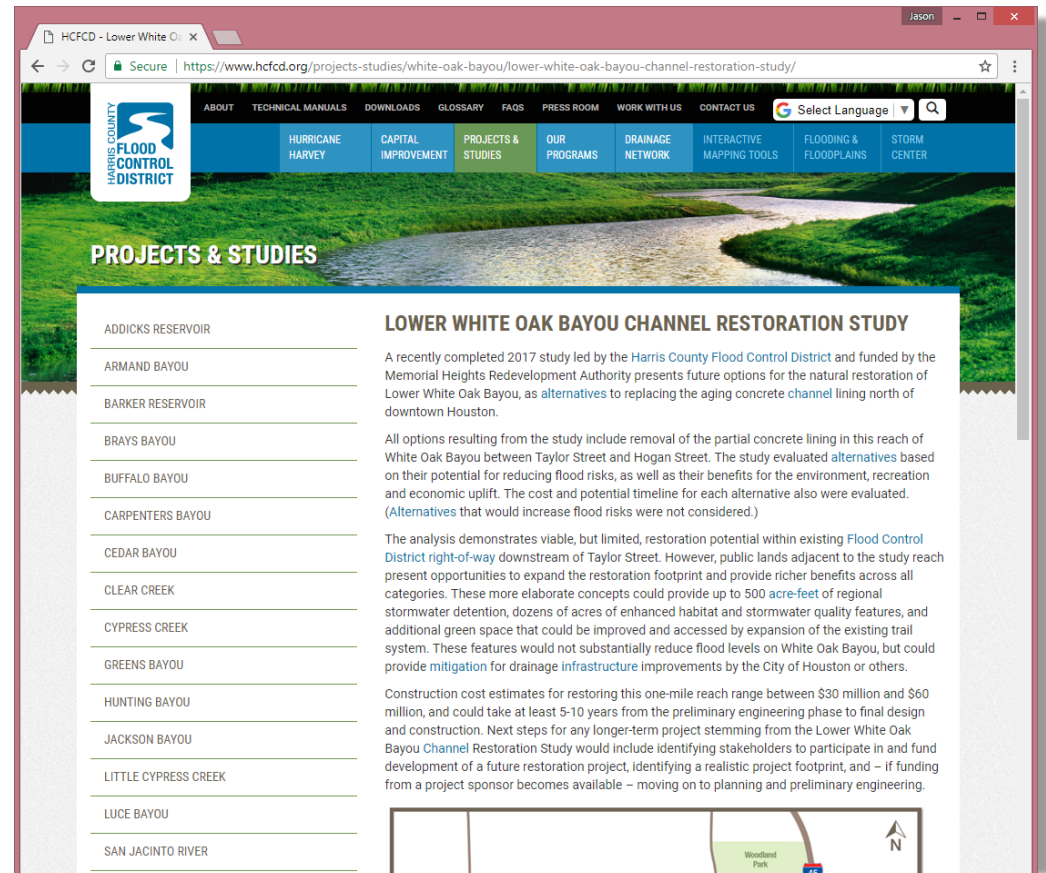 Jason
HCFCD - Lower White Oa
Secure | https://www.hcfcd.org/projects-studies/white-oak-bayou/lower-white-oak-bayou-channel-restoration-study/
ABOUT TECHNICAL MANUALS DOWNLOADS GLOSSARY FAQS PRESS ROOM WORK WITH US CONTACT US G Select Language ▼
HARRIS COUNTY
FLOOD
CONTROL
DISTRICT
HURRICANE HARVEY
CAPITAL IMPROVEMENT
PROJECTS & STUDIES
OUR PROGRAMS
DRAINAGE NETWORK
INTERACTIVE MAPPING TOOLS
FLOODING & FLOODPLAINS
STORM CENTER
PROJECTS & STUDIES
ADDICKS RESERVOIR
ARMAND BAYOU
BARKER RESERVOIR
BRAYS BAYOU
BUFFALO BAYOU
CARPENTERS BAYOU
CEDAR BAYOU
CLEAR CREEK
CYPRESS CREEK
GREENS BAYOU
HUNTING BAYOU
JACKSON BAYOU
LITTLE CYPRESS CREEK
LUCE BAYOU
SAN JACINTO RIVER
LOWER WHITE OAK BAYOU CHANNEL RESTORATION STUDY
A recently completed 2017 study led by the Harris County Flood Control District and funded by the
Memorial Heights Redevelopment Authority presents future options for the natural restoration of
Lower White Oak Bayou, as alternatives to replacing the aging concrete channel lining north of
downtown Houston.
All options resulting from the study include removal of the partial concrete lining in this reach of
White Oak Bayou between Taylor Street and Hogan Street. The study evaluated alternatives based
on their potential for reducing flood risks, as well as their benefits for the environment, recreation
and economic uplift. The cost and potential timeline for each alternative also were evaluated.
(Alternatives that would increase flood risks were not considered.)
The analysis demonstrates viable, but limited, restoration potential within existing Flood Control
District right-of-way downstream of Taylor Street. However, public lands adjacent to the study reach
present opportunities to expand the restoration footprint and provide richer benefits across all
categories. These more elaborate concepts could provide up to 500 acre-feet of regional
stormwater detention, dozens of acres of enhanced habitat and stormwater quality features, and
additional green space that could be improved and accessed by expansion of the existing trail
system. These features would not substantially reduce flood levels on White Oak Bayou, but could
provide mitigation for drainage infrastructure improvements by the City of Houston or others.
Construction cost estimates for restoring this one-mile reach range between $30 million and $60
million, and could take at least 5-10 years from the preliminary engineering phase to final design
and construction. Next steps for any longer-term project stemming from the Lower White Oak
Bayou Channel Restoration Study would include identifying stakeholders to participate in and fund
development of a future restoration project, identifying a realistic project footprint, and – if funding
from a project sponsor becomes available – moving on to planning and preliminary engineering.
Woodland
Park
45
N